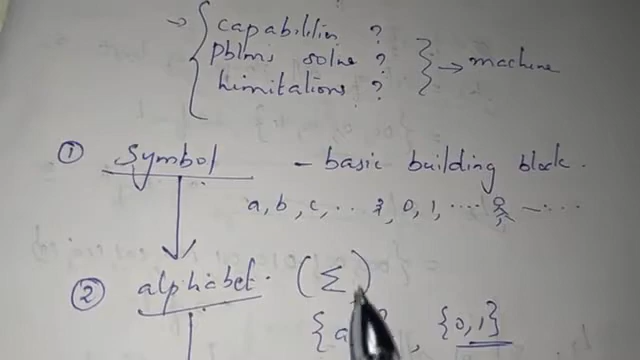 → { capabilities ?
pblms solve ?
Limitations ? } → machine
① Symbol - basic building block.
a, b, c, .. z, 0, 1, ....
② alphabet. (Σ)
{a , {0,1}